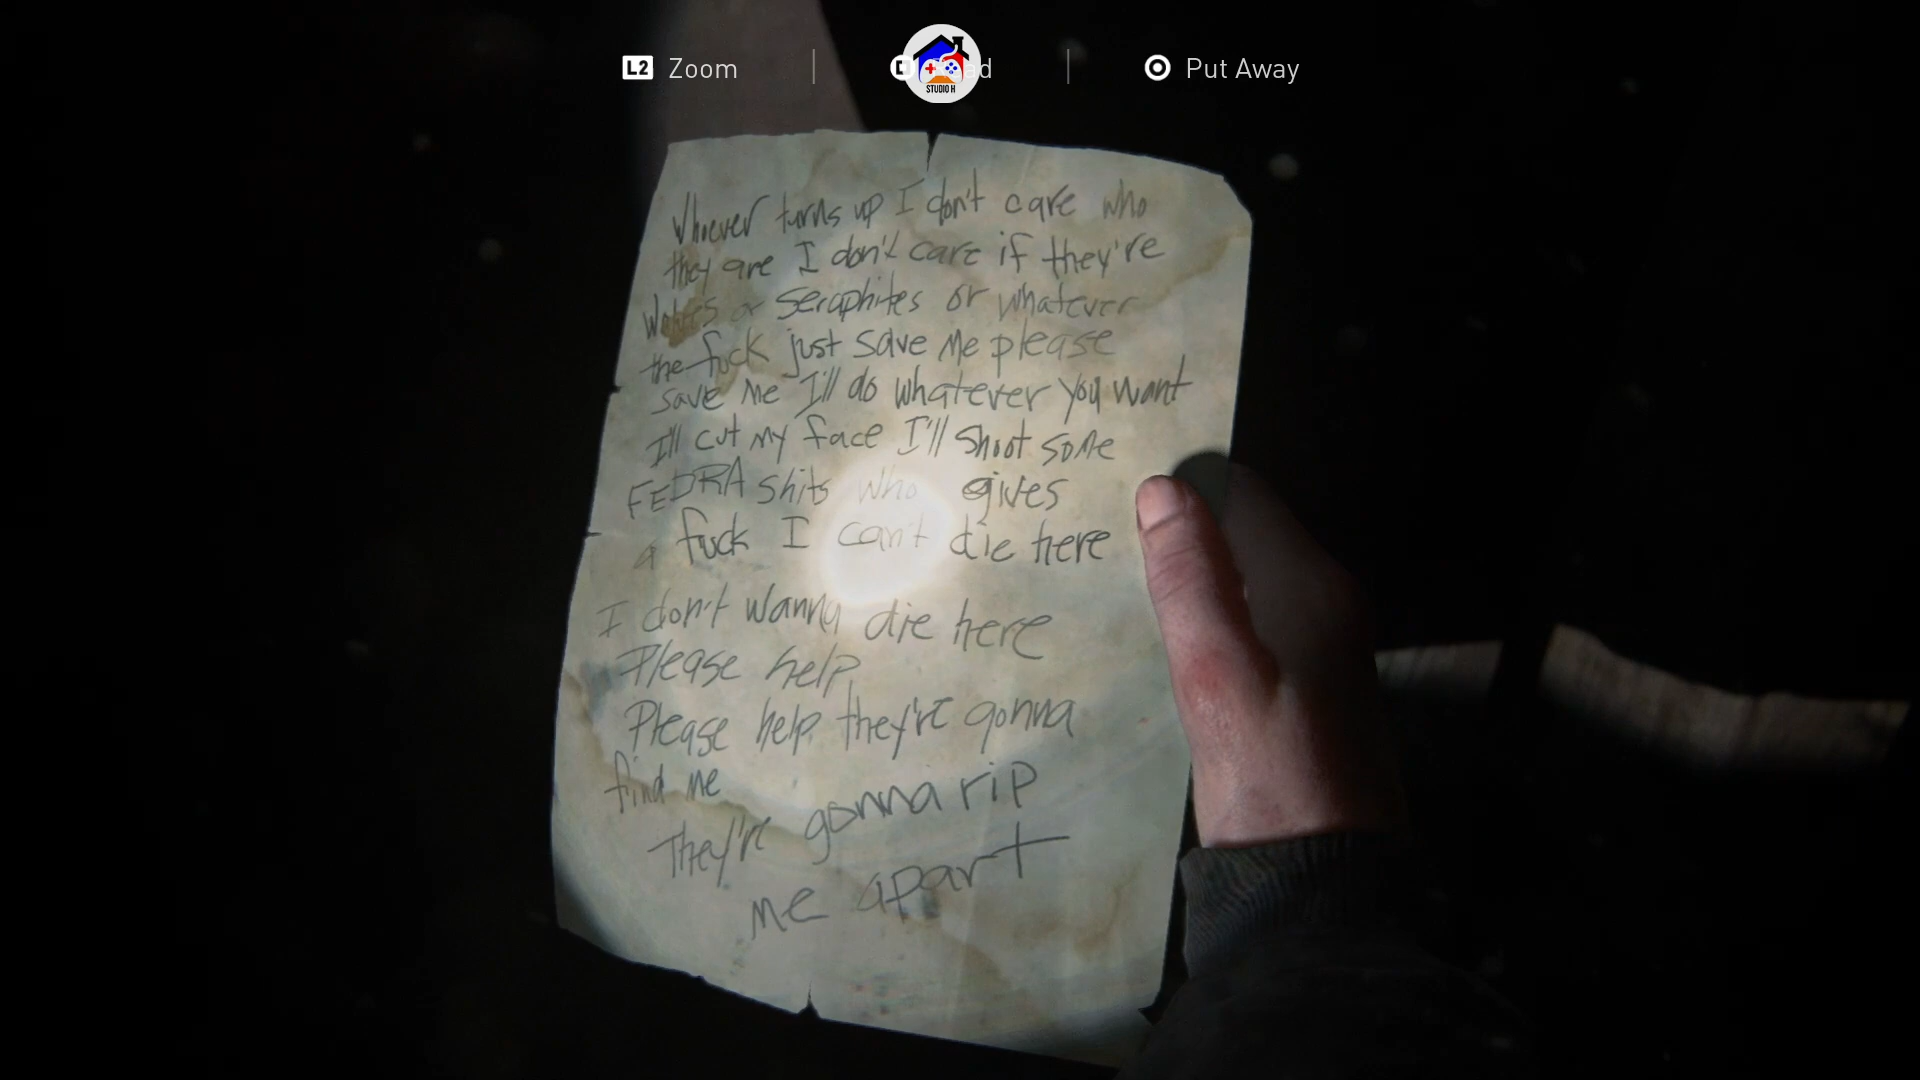 L2 Zoom
ad
Put Away
STUDIO H
Whoever turns up I don't care who
they are I don't care if they're
Wolves or Seraphites or whatever
the fuck just save me please
save me I'll do whatever you want
I'll cut my face I'll shoot some
FEDRA shits who gives
a fuck I can't die here
I don't wanna die here
Please help
Please help they're gonna
find me
They're gonna rip
me apart